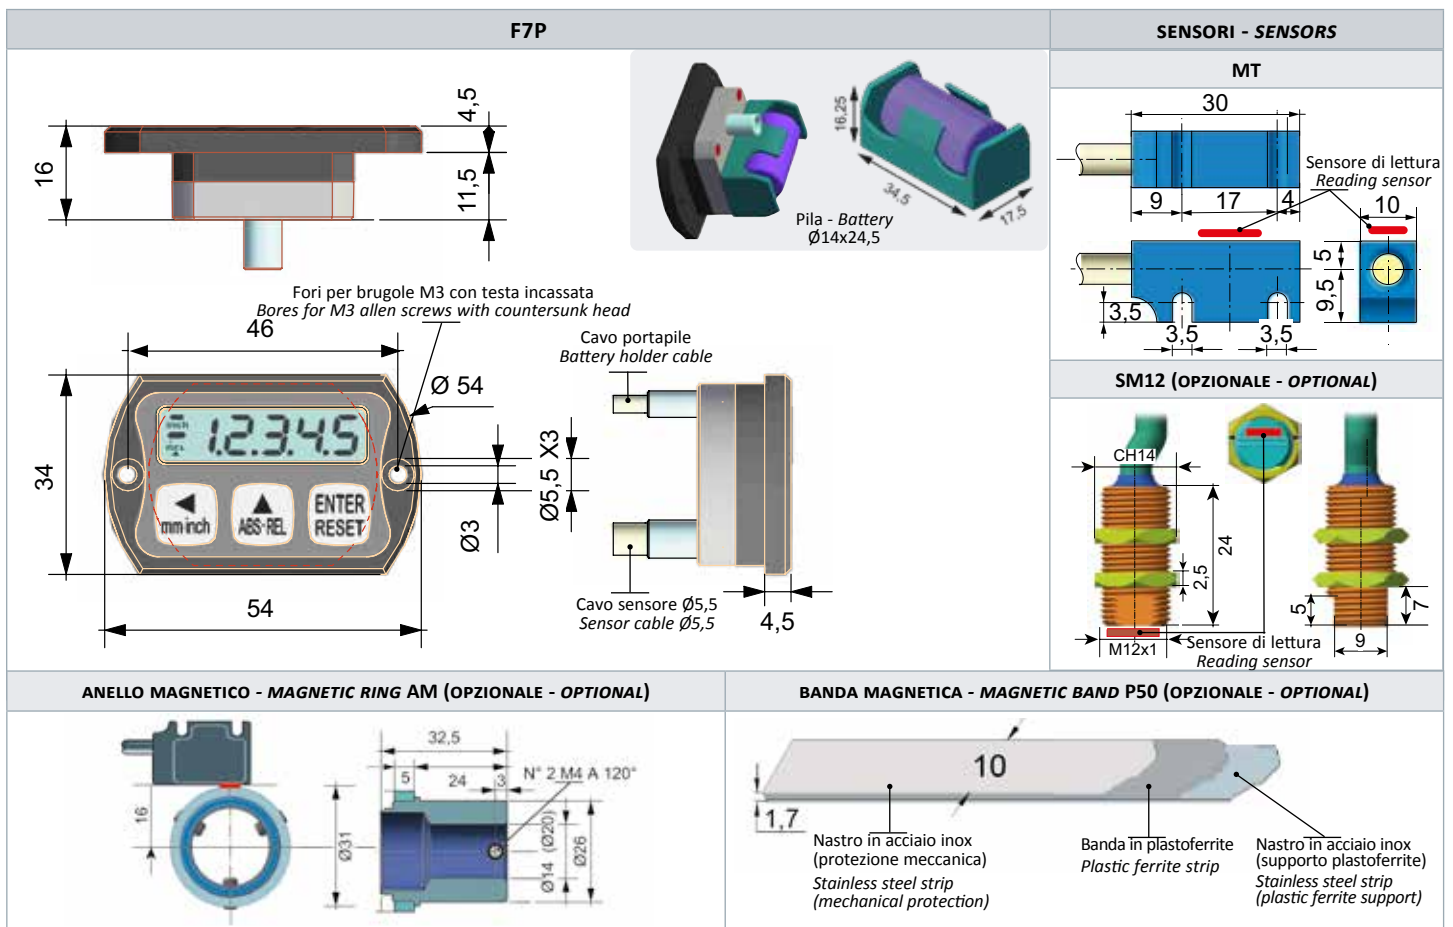 F7P
SENSORI - SENSORS
MT
4,5
16
11,5
16,25
34,5
17,5
Pila - Battery
Ø14x24,5
30
Sensore di lettura
Reading sensor
9
17
4
10
5
9,5
3,5
3,5
3,5
Fori per brugole M3 con testa incassata
Bores for M3 allen screws with countersunk head
46
Ø 54
34
inch
1.2.3.4.5
mm inch
ABS-REL
ENTER
RESET
Ø5,5 X3
Ø3
54
Cavo portapile
Battery holder cable
Cavo sensore Ø5,5
Sensor cable Ø5,5
4,5
SM12 (OPZIONALE - OPTIONAL)
CH14
24
2,5
M12x1
Sensore di lettura
Reading sensor
5
7
9
ANELLO MAGNETICO - MAGNETIC RING AM (OPZIONALE - OPTIONAL)
16
32,5
5
24
3
N° 2 M4 A 120°
Ø31
Ø14 (Ø20)
Ø26
BANDA MAGNETICA - MAGNETIC BAND P50 (OPZIONALE - OPTIONAL)
10
1,7
Nastro in acciaio inox
(protezione meccanica)
Stainless steel strip
(mechanical protection)
Banda in plastoferrite
Plastic ferrite strip
Nastro in acciaio inox
(supporto plastoferrite)
Stainless steel strip
(plastic ferrite support)